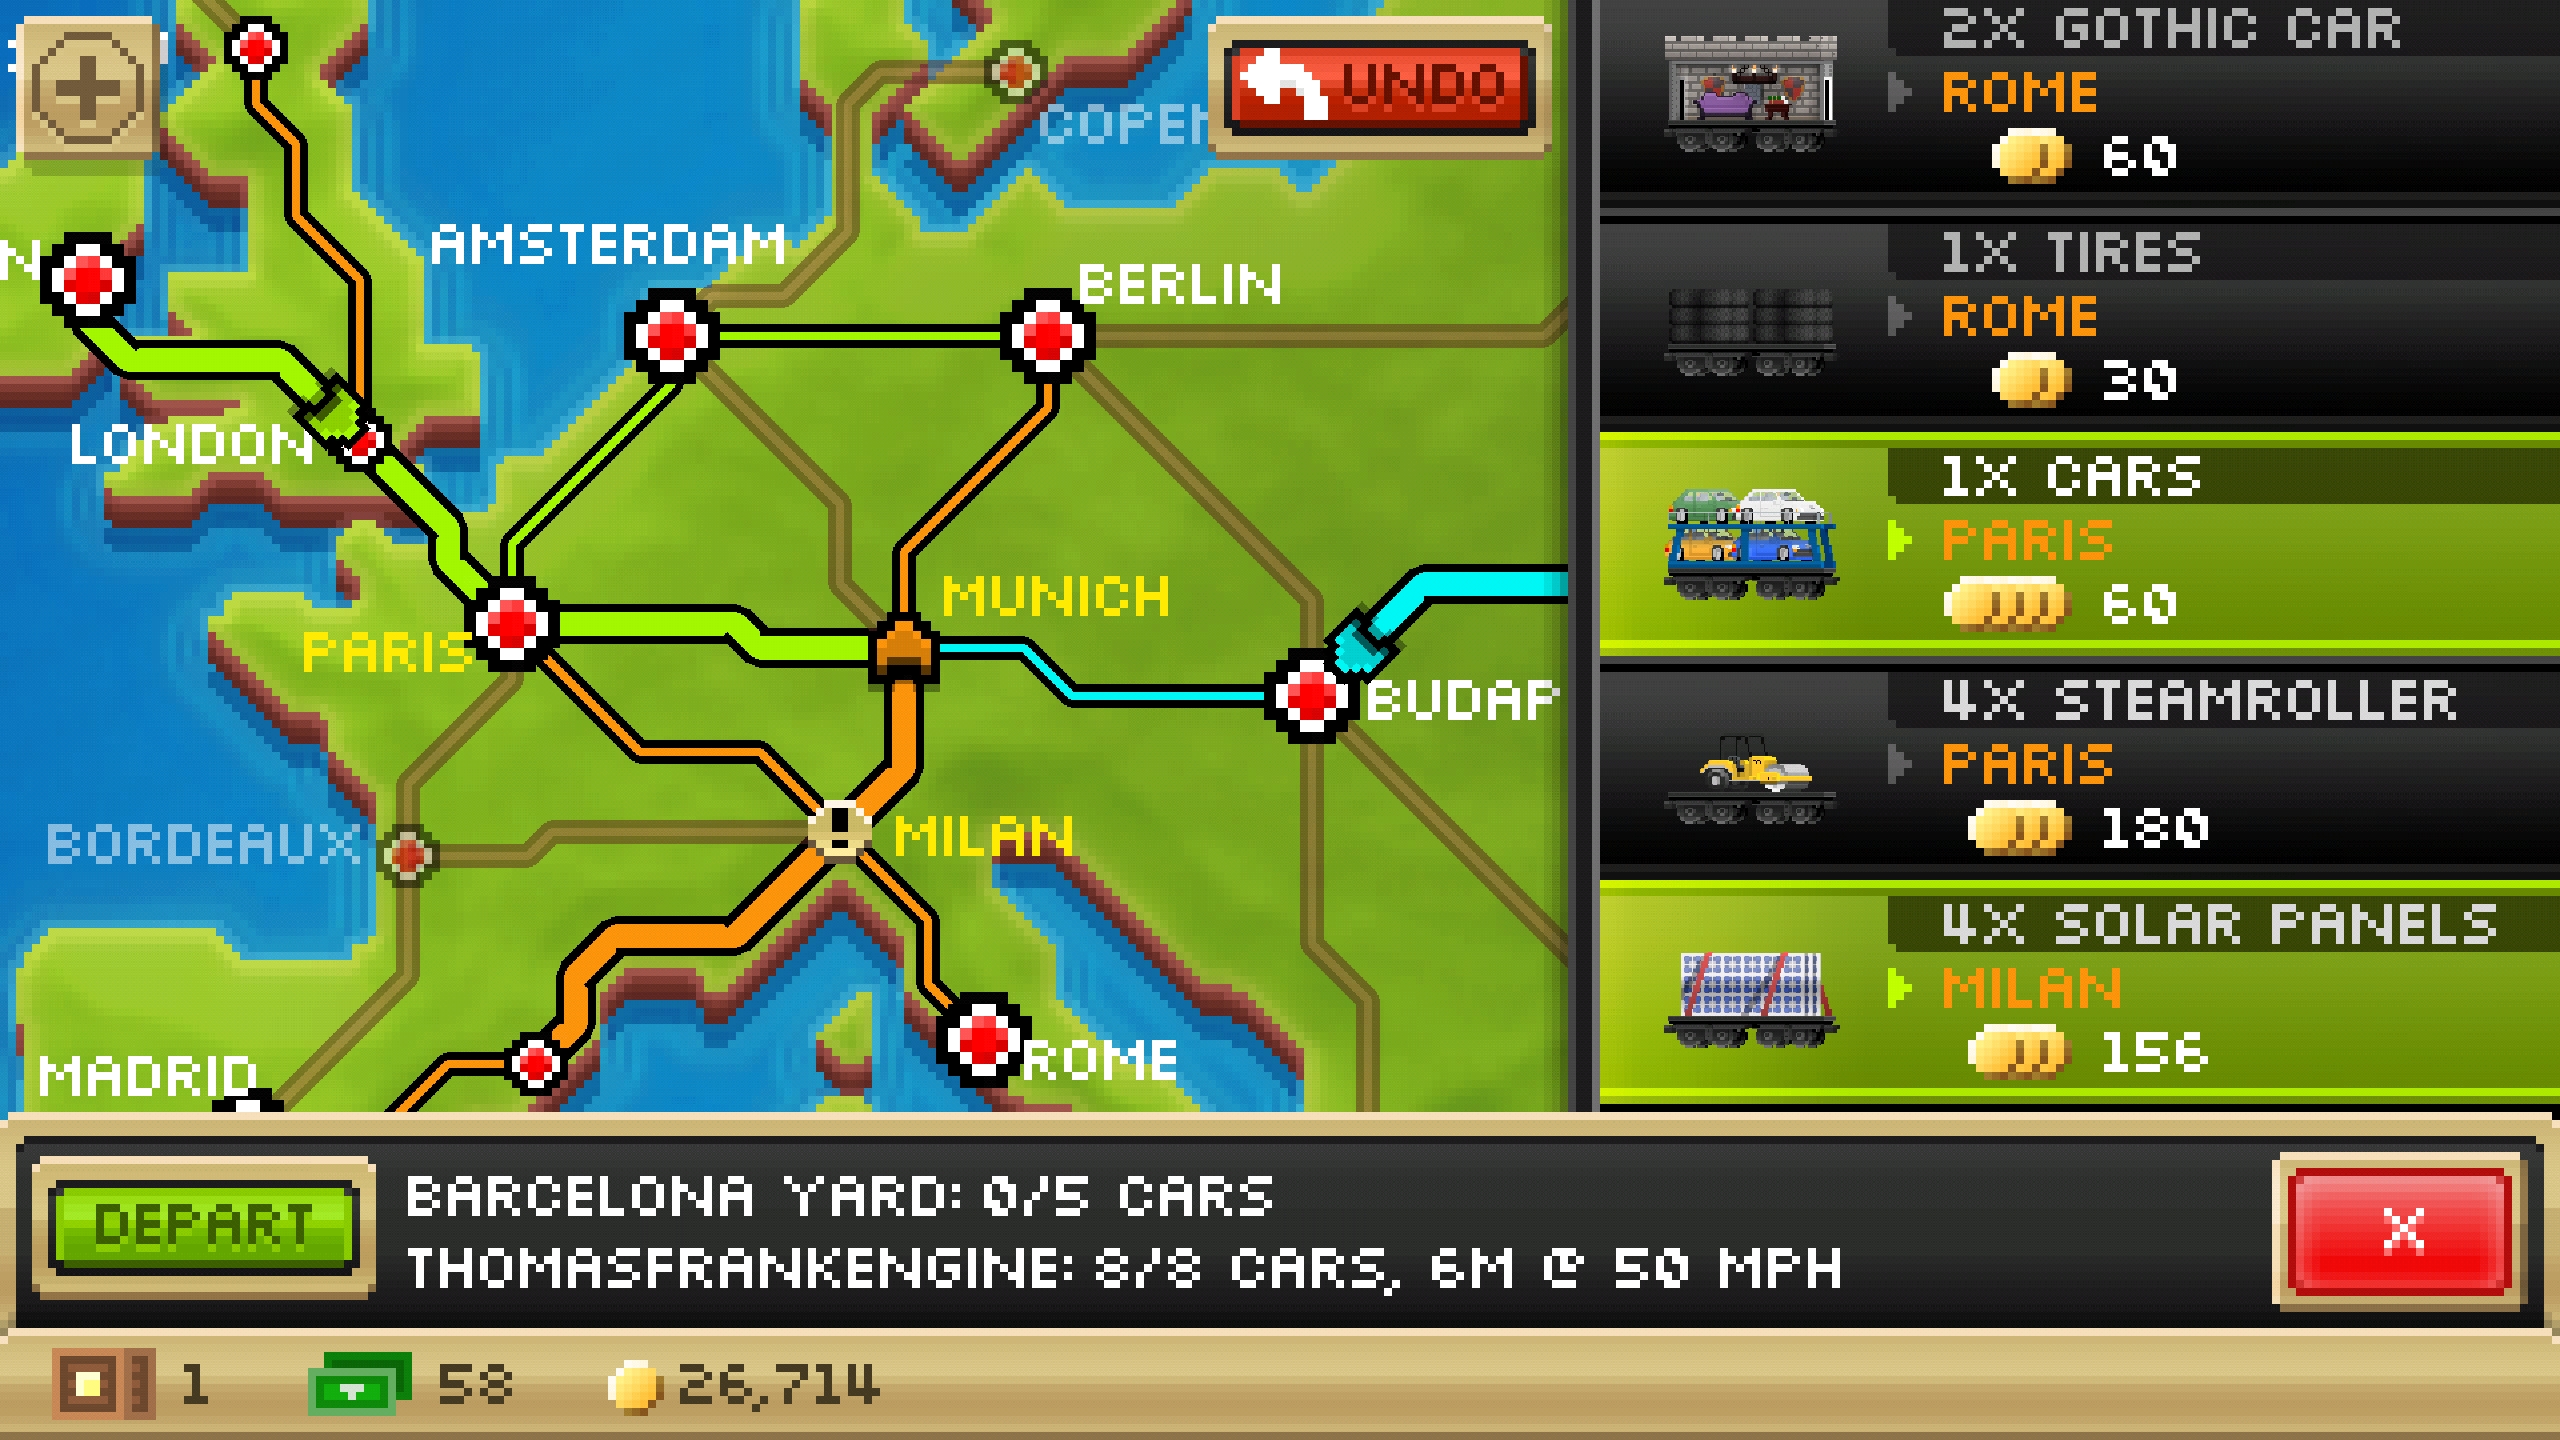 UNDO
COPEN
AMSTERDAM
BERLIN
N
LONDON
MUNICH
PARIS
BUDAP
BORDEAUX
MILAN
MADRID
ROME
2X GOTHIC CAR
ROME
60
1X TIRES
ROME
30
1X CARS
PARIS
60
4X STEAMROLLER
PARIS
180
4X SOLAR PANELS
MILAN
156
DEPART
BARCELONA YARD: 0/5 CARS
THOMASFRANKENGINE: 8/8 CARS, 6M @ 50 MPH
X
1
58
26,714